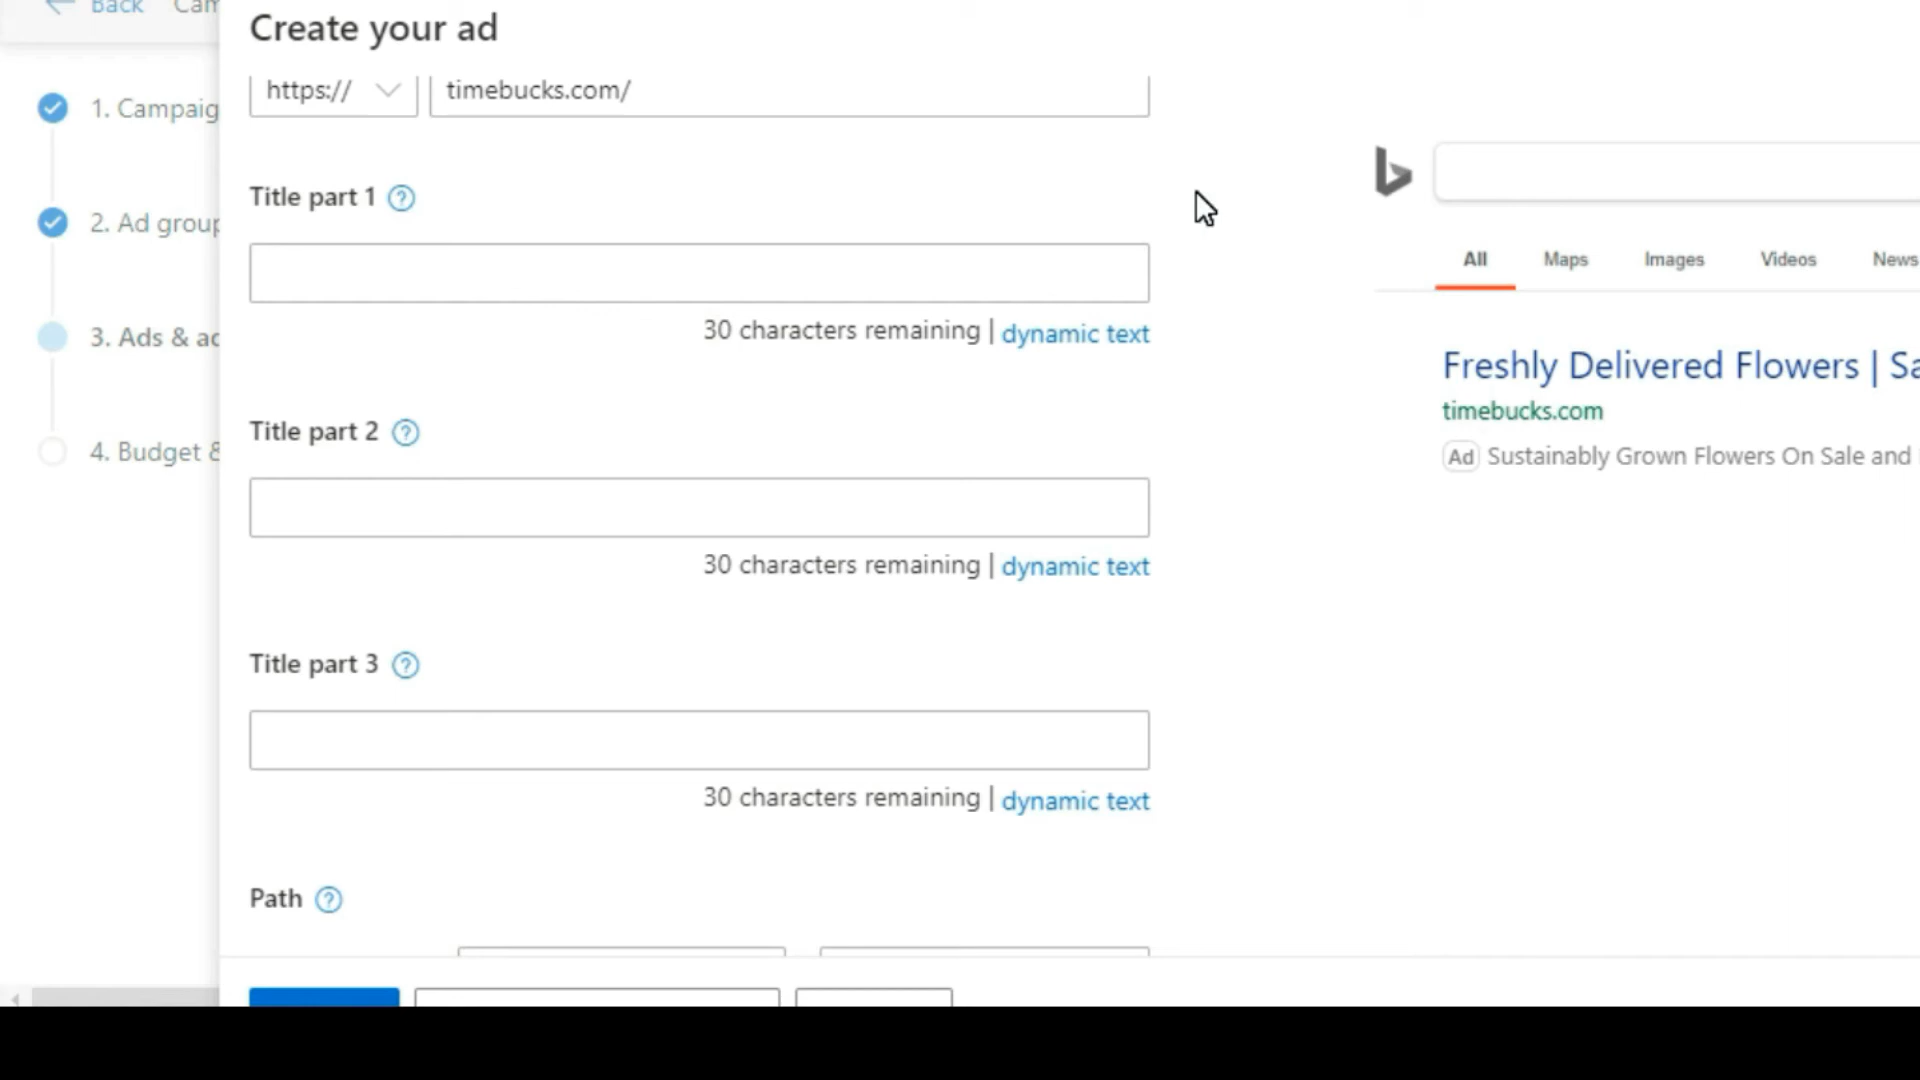 Back Cam
Create your ad
https:// timebucks.com/
1. Campaig
Title part 1
2. Ad group
30 characters remaining | dynamic text
3. Ads & ad
Title part 2
4. Budget &
30 characters remaining | dynamic text
Title part 3
30 characters remaining | dynamic text
Path
All Maps Images Videos News
Freshly Delivered Flowers | Sa
timebucks.com
Ad Sustainably Grown Flowers On Sale and